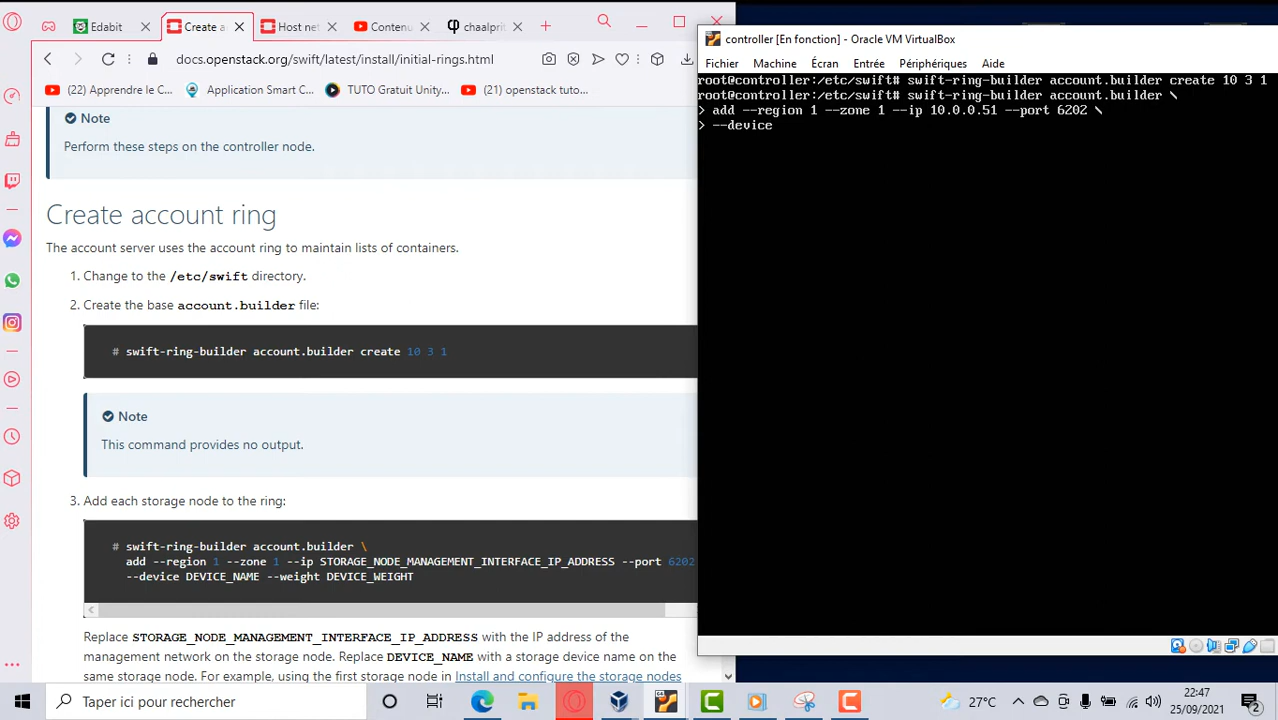 Edabit
Create a
Host net
Contenu
chaalprit
docs.openstack.org/swift/latest/install/initial-rings.html
10) Apprendre le C...
Application Smart C...
TUTO Gratuit Unity...
(21) openstack tuto...
Note
Perform these steps on the controller node.
Create account ring
The account server uses the account ring to maintain lists of containers.
1. Change to the /etc/swift directory.
2. Create the base account.builder file:
# swift-ring-builder account.builder create 10 3 1
Note
This command provides no output.
3. Add each storage node to the ring:
# swift-ring-builder account.builder \
add --region 1 --zone 1 --ip STORAGE_NODE_MANAGEMENT_INTERFACE_IP_ADDRESS --port 6202
--device DEVICE_NAME --weight DEVICE_WEIGHT
Replace STORAGE_NODE_MANAGEMENT_INTERFACE_IP_ADDRESS with the IP address of the
management network on the storage node. Replace DEVICE_NAME with a storage device name on the
same storage node. For example, using the first storage node in Install and configure the storage nodes
controller [En fonction] - Oracle VM VirtualBox
Fichier Machine Écran Entrée Périphériques Aide
root@controller:/etc/swift# swift-ring-builder account.builder create 10 3 1
root@controller:/etc/swift# swift-ring-builder account.builder \
> add --region 1 --zone 1 --ip 10.0.0.51 --port 6202 \
> --device
Taper ici pour rechercher
27°C
22:47
25/09/2021
2